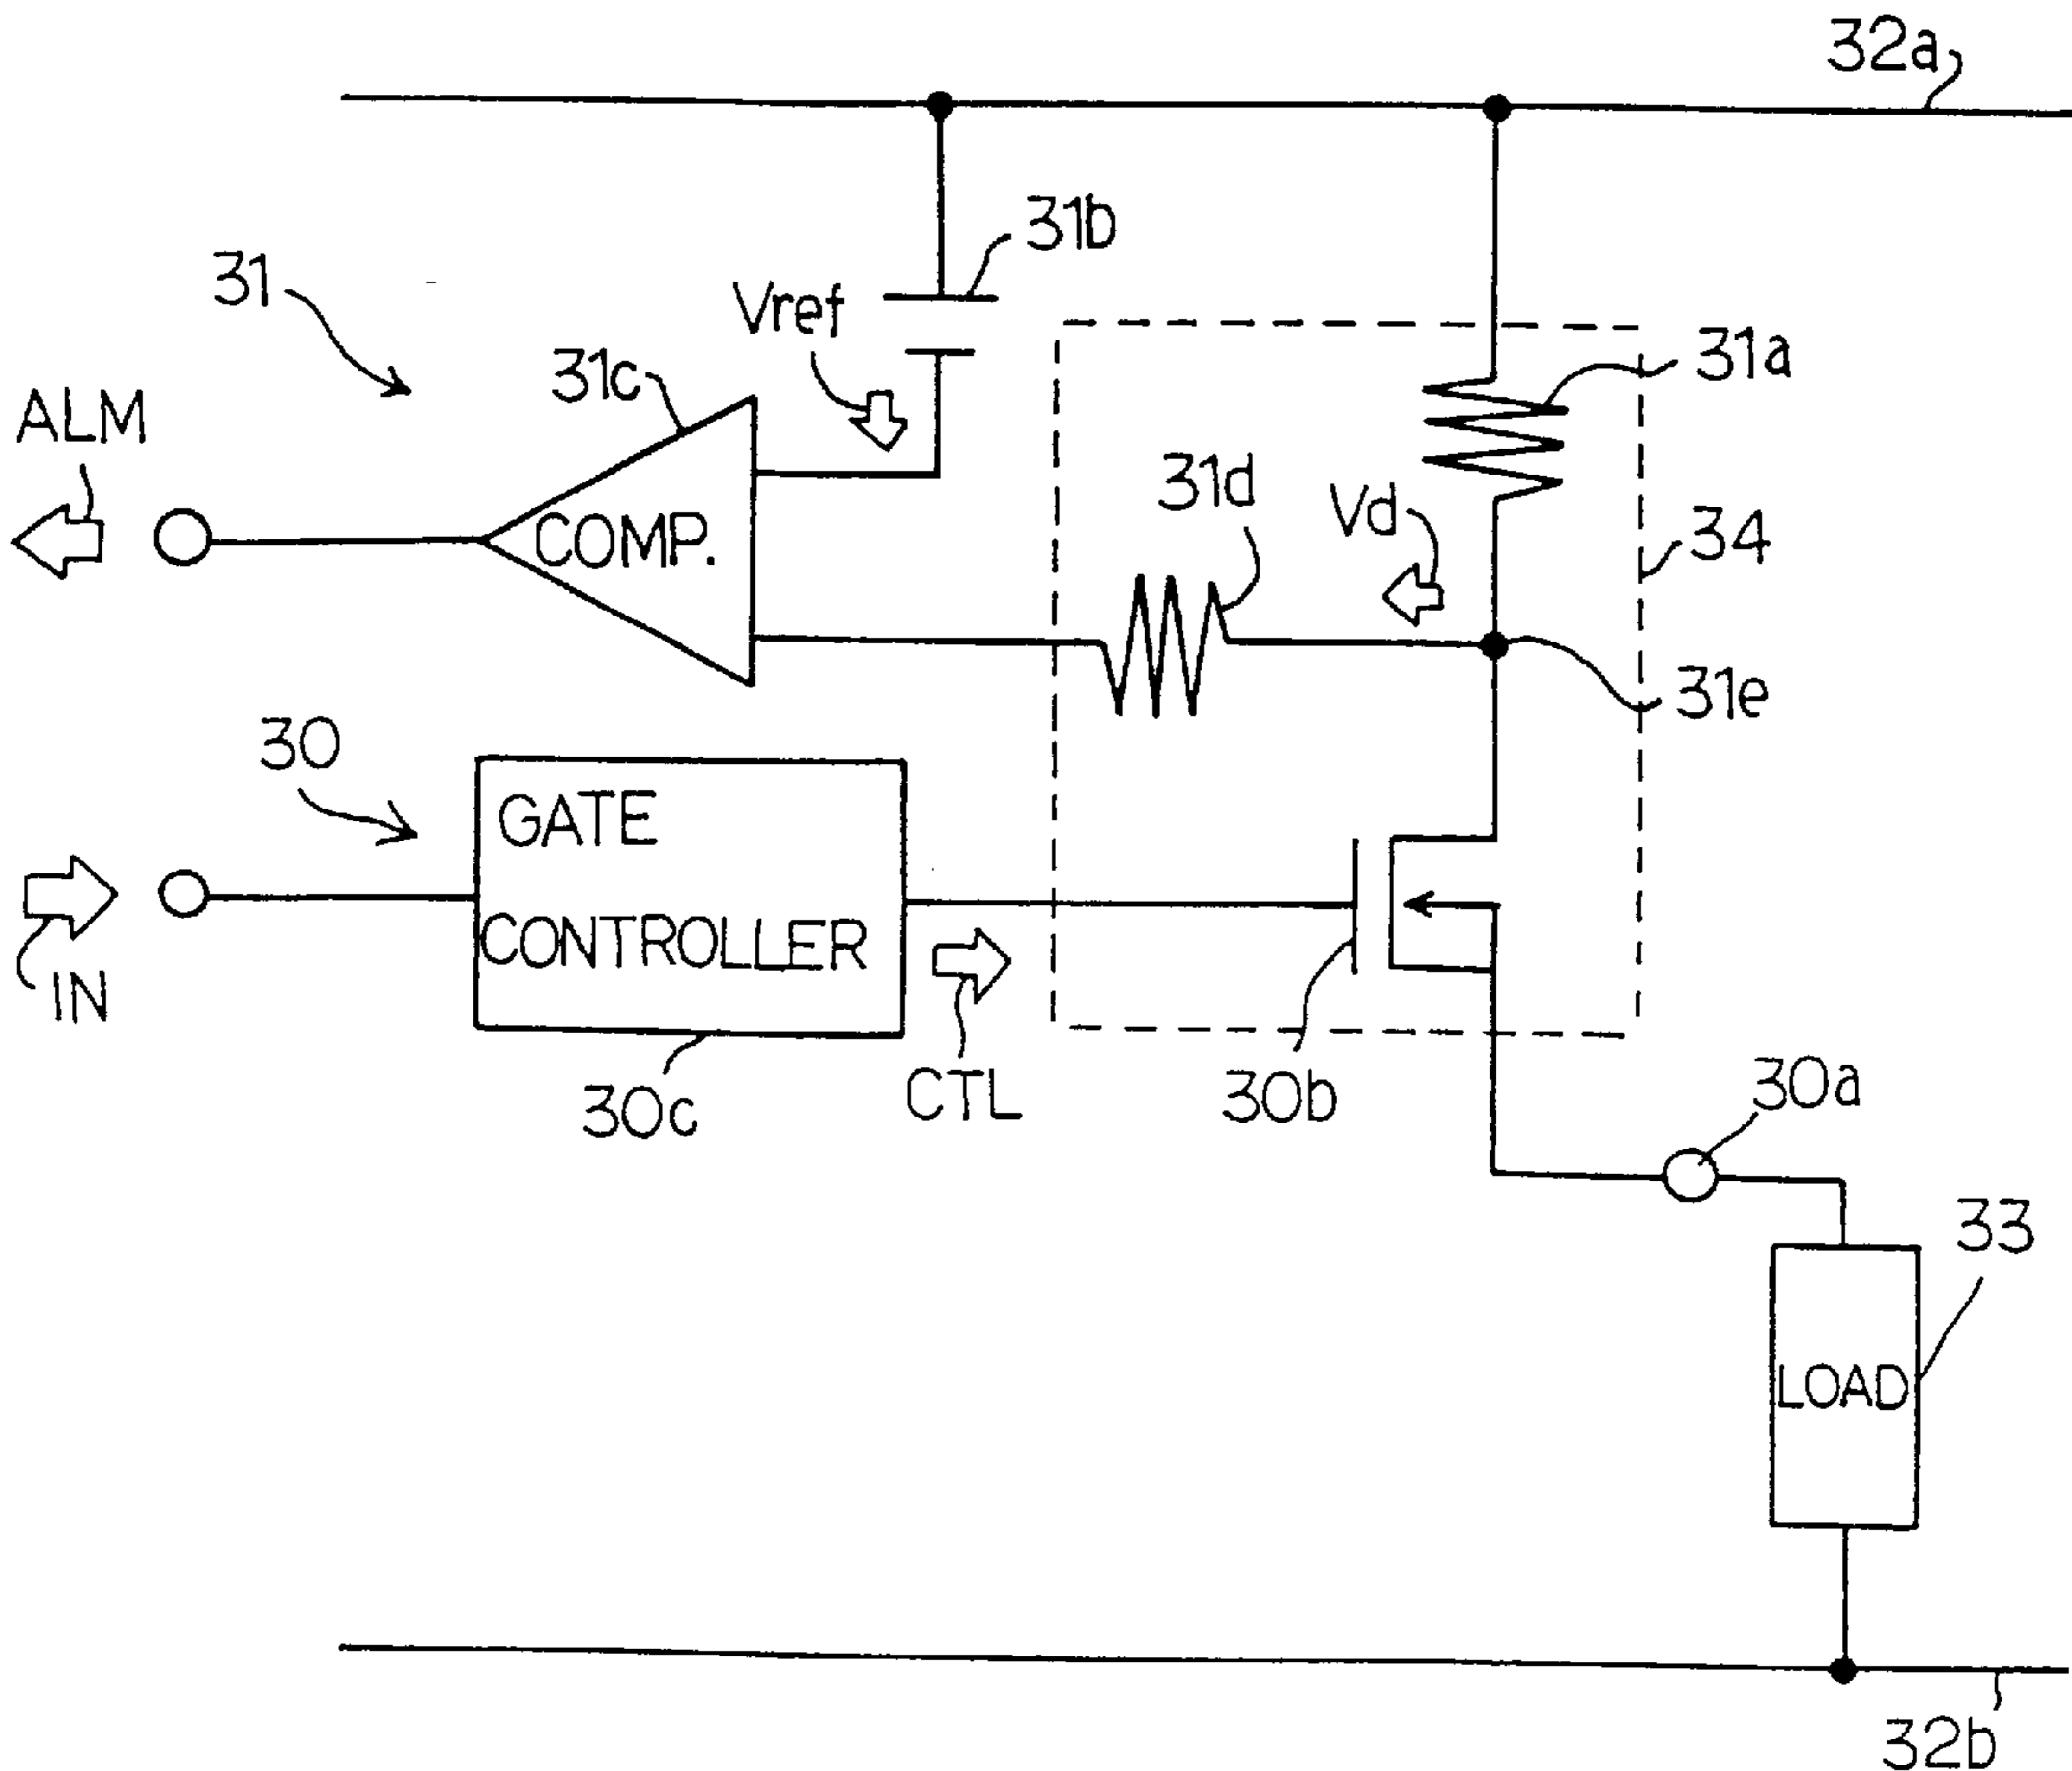 32a
31b
31
Vref
31c
31a
ALM
31d
Vd
34
COMP.
31e
30
GATE
CONTROLLER
IN
CTL
30c
30b
30a
33
LOAD
32b